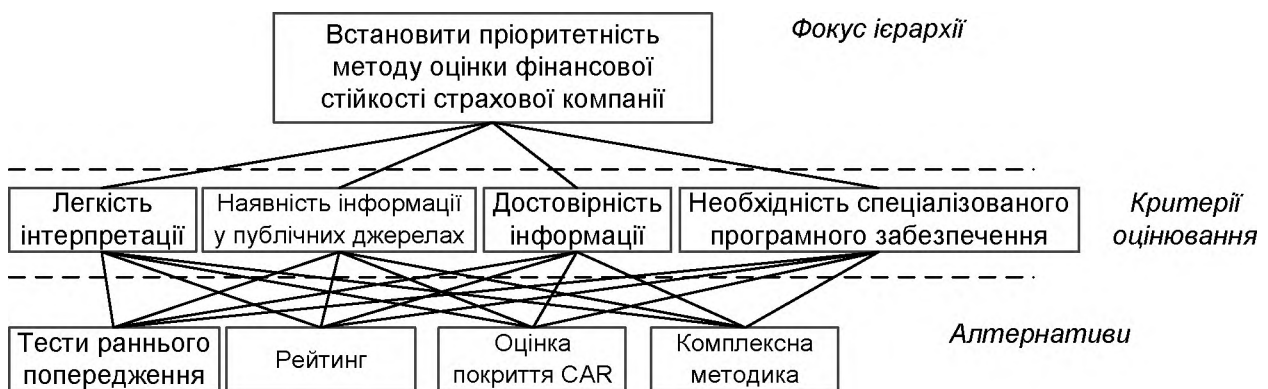 Встановити пріоритетність
методу оцінки фінансової
стійкості страхової компанії
Фокус ієрархії
Легкість
інтерпретації
Наявність інформації
у публічних джерелах
Достовірність
інформації
Необхідність спеціалізованого
програмного забезпечення
Критерії
оцінювання
Тести раннього
попередження
Рейтинг
Оцінка
покриття CAR
Комплексна
методика
Алтернативи